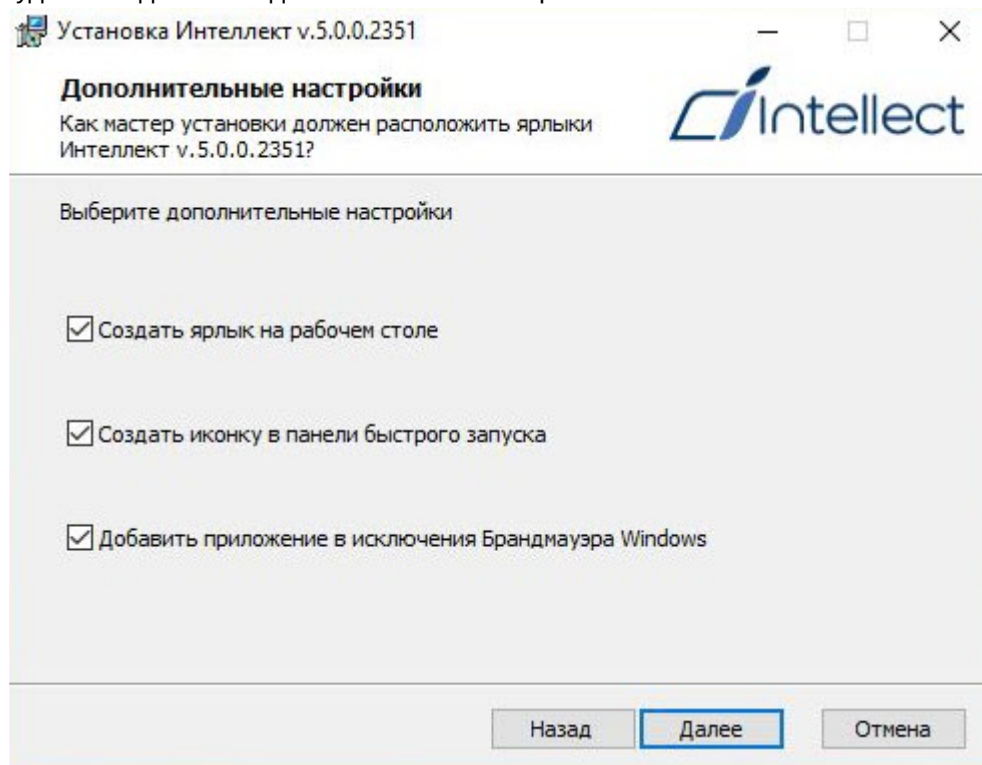 Установка Интеллект v.5.0.0.2351
Дополнительные настройки
Как мастер установки должен расположить ярлыки
Интеллект v.5.0.0.2351?
Intellect
Выберите дополнительные настройки
Создать ярлык на рабочем столе
Создать иконку в панели быстрого запуска
Добавить приложение в исключения Брандмауэра Windows
Назад
Далее
Отмена